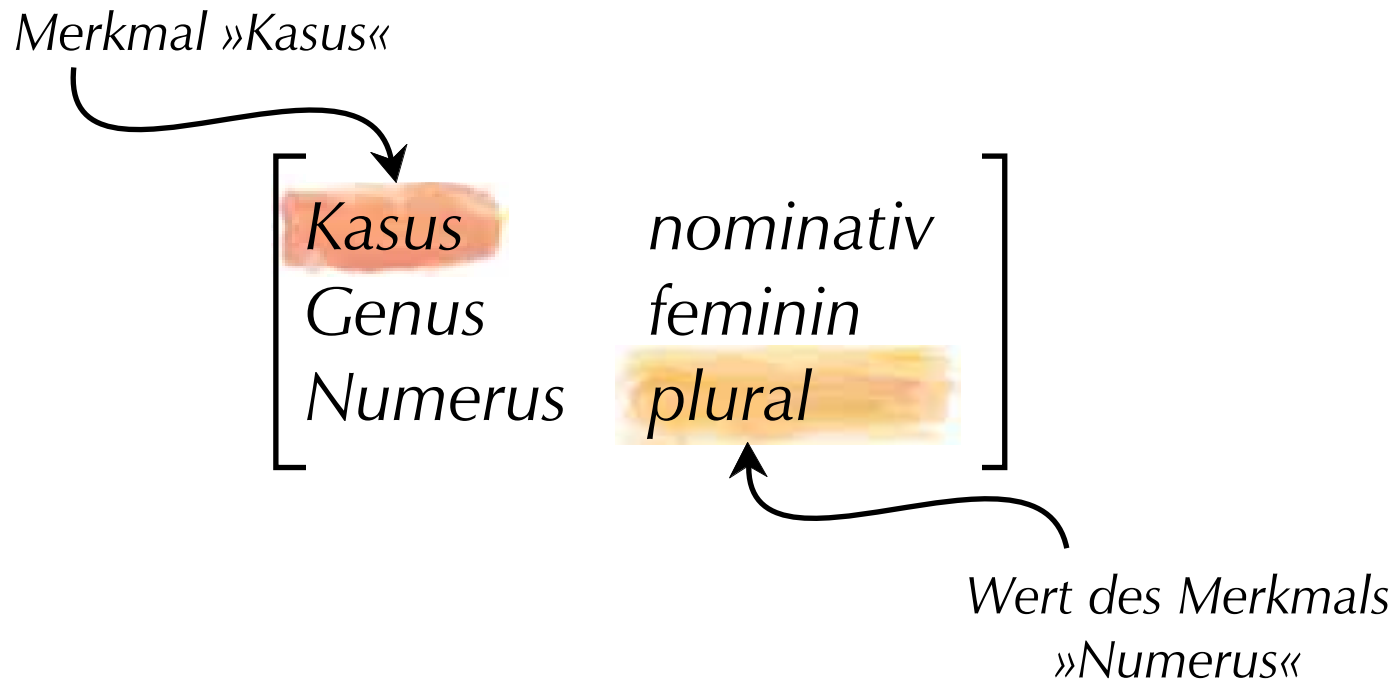 Merkmal »Kasus«
Kasus nominativ
Genus feminin
Numerus plural
Wert des Merkmals
»Numerus«